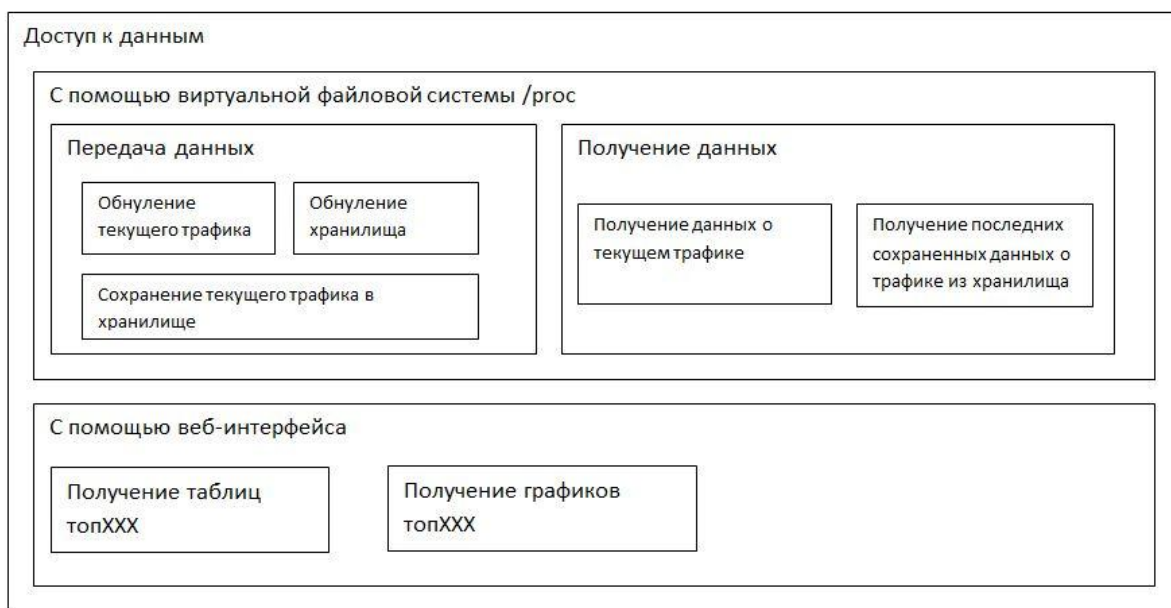 Доступ к данным
С помощью виртуальной файловой системы /proc
Передача данных
Обнуление
текущего трафика
Обнуление
хранилища
Сохранение текущего трафика в
хранилище
Получение данных
Получение данных о
текущем трафике
Получение последних
сохраненных данных о
трафике из хранилища
С помощью веб-интерфейса
Получение таблиц
топXXX
Получение графиков
топXXX